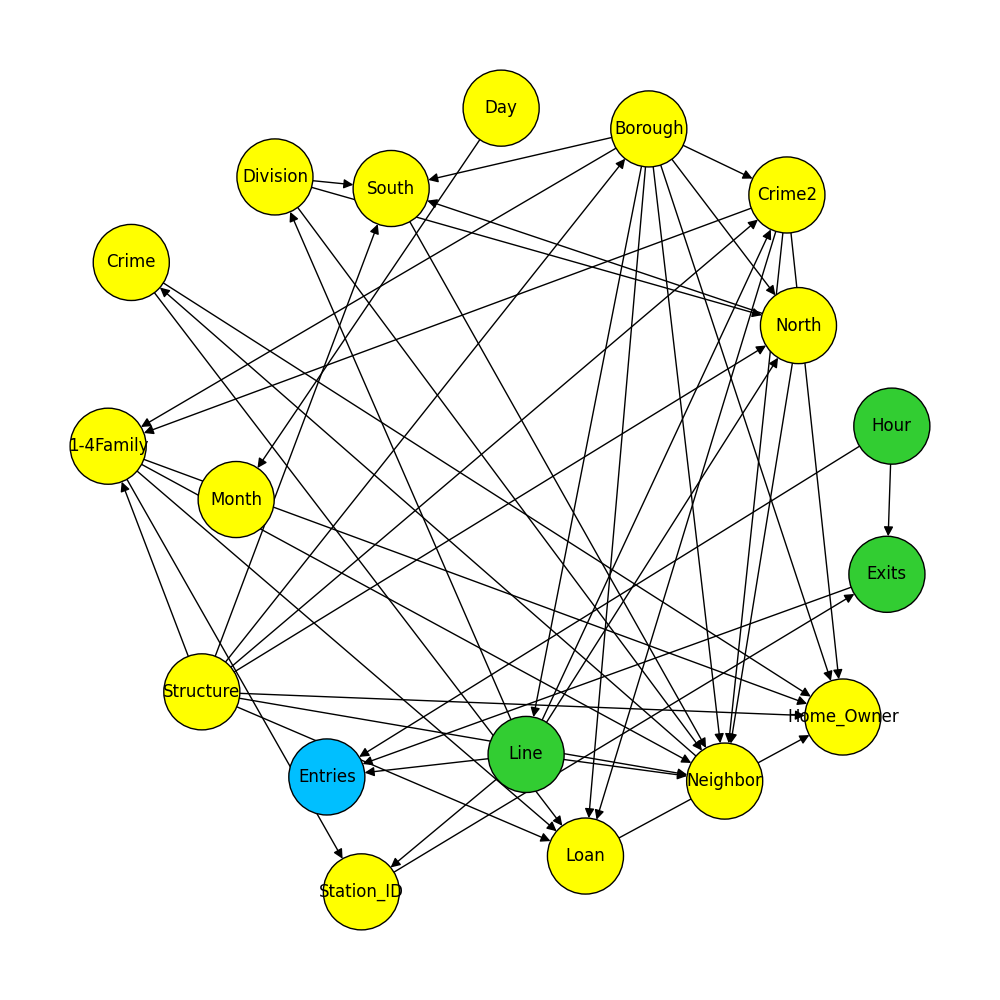 Day
Borough
Division
South
Crime2
Crime
North
Hour
1-4Family
Month
Exits
Structure
Home_Owner
Line
Entries
Neighbor
Loan
Station_ID